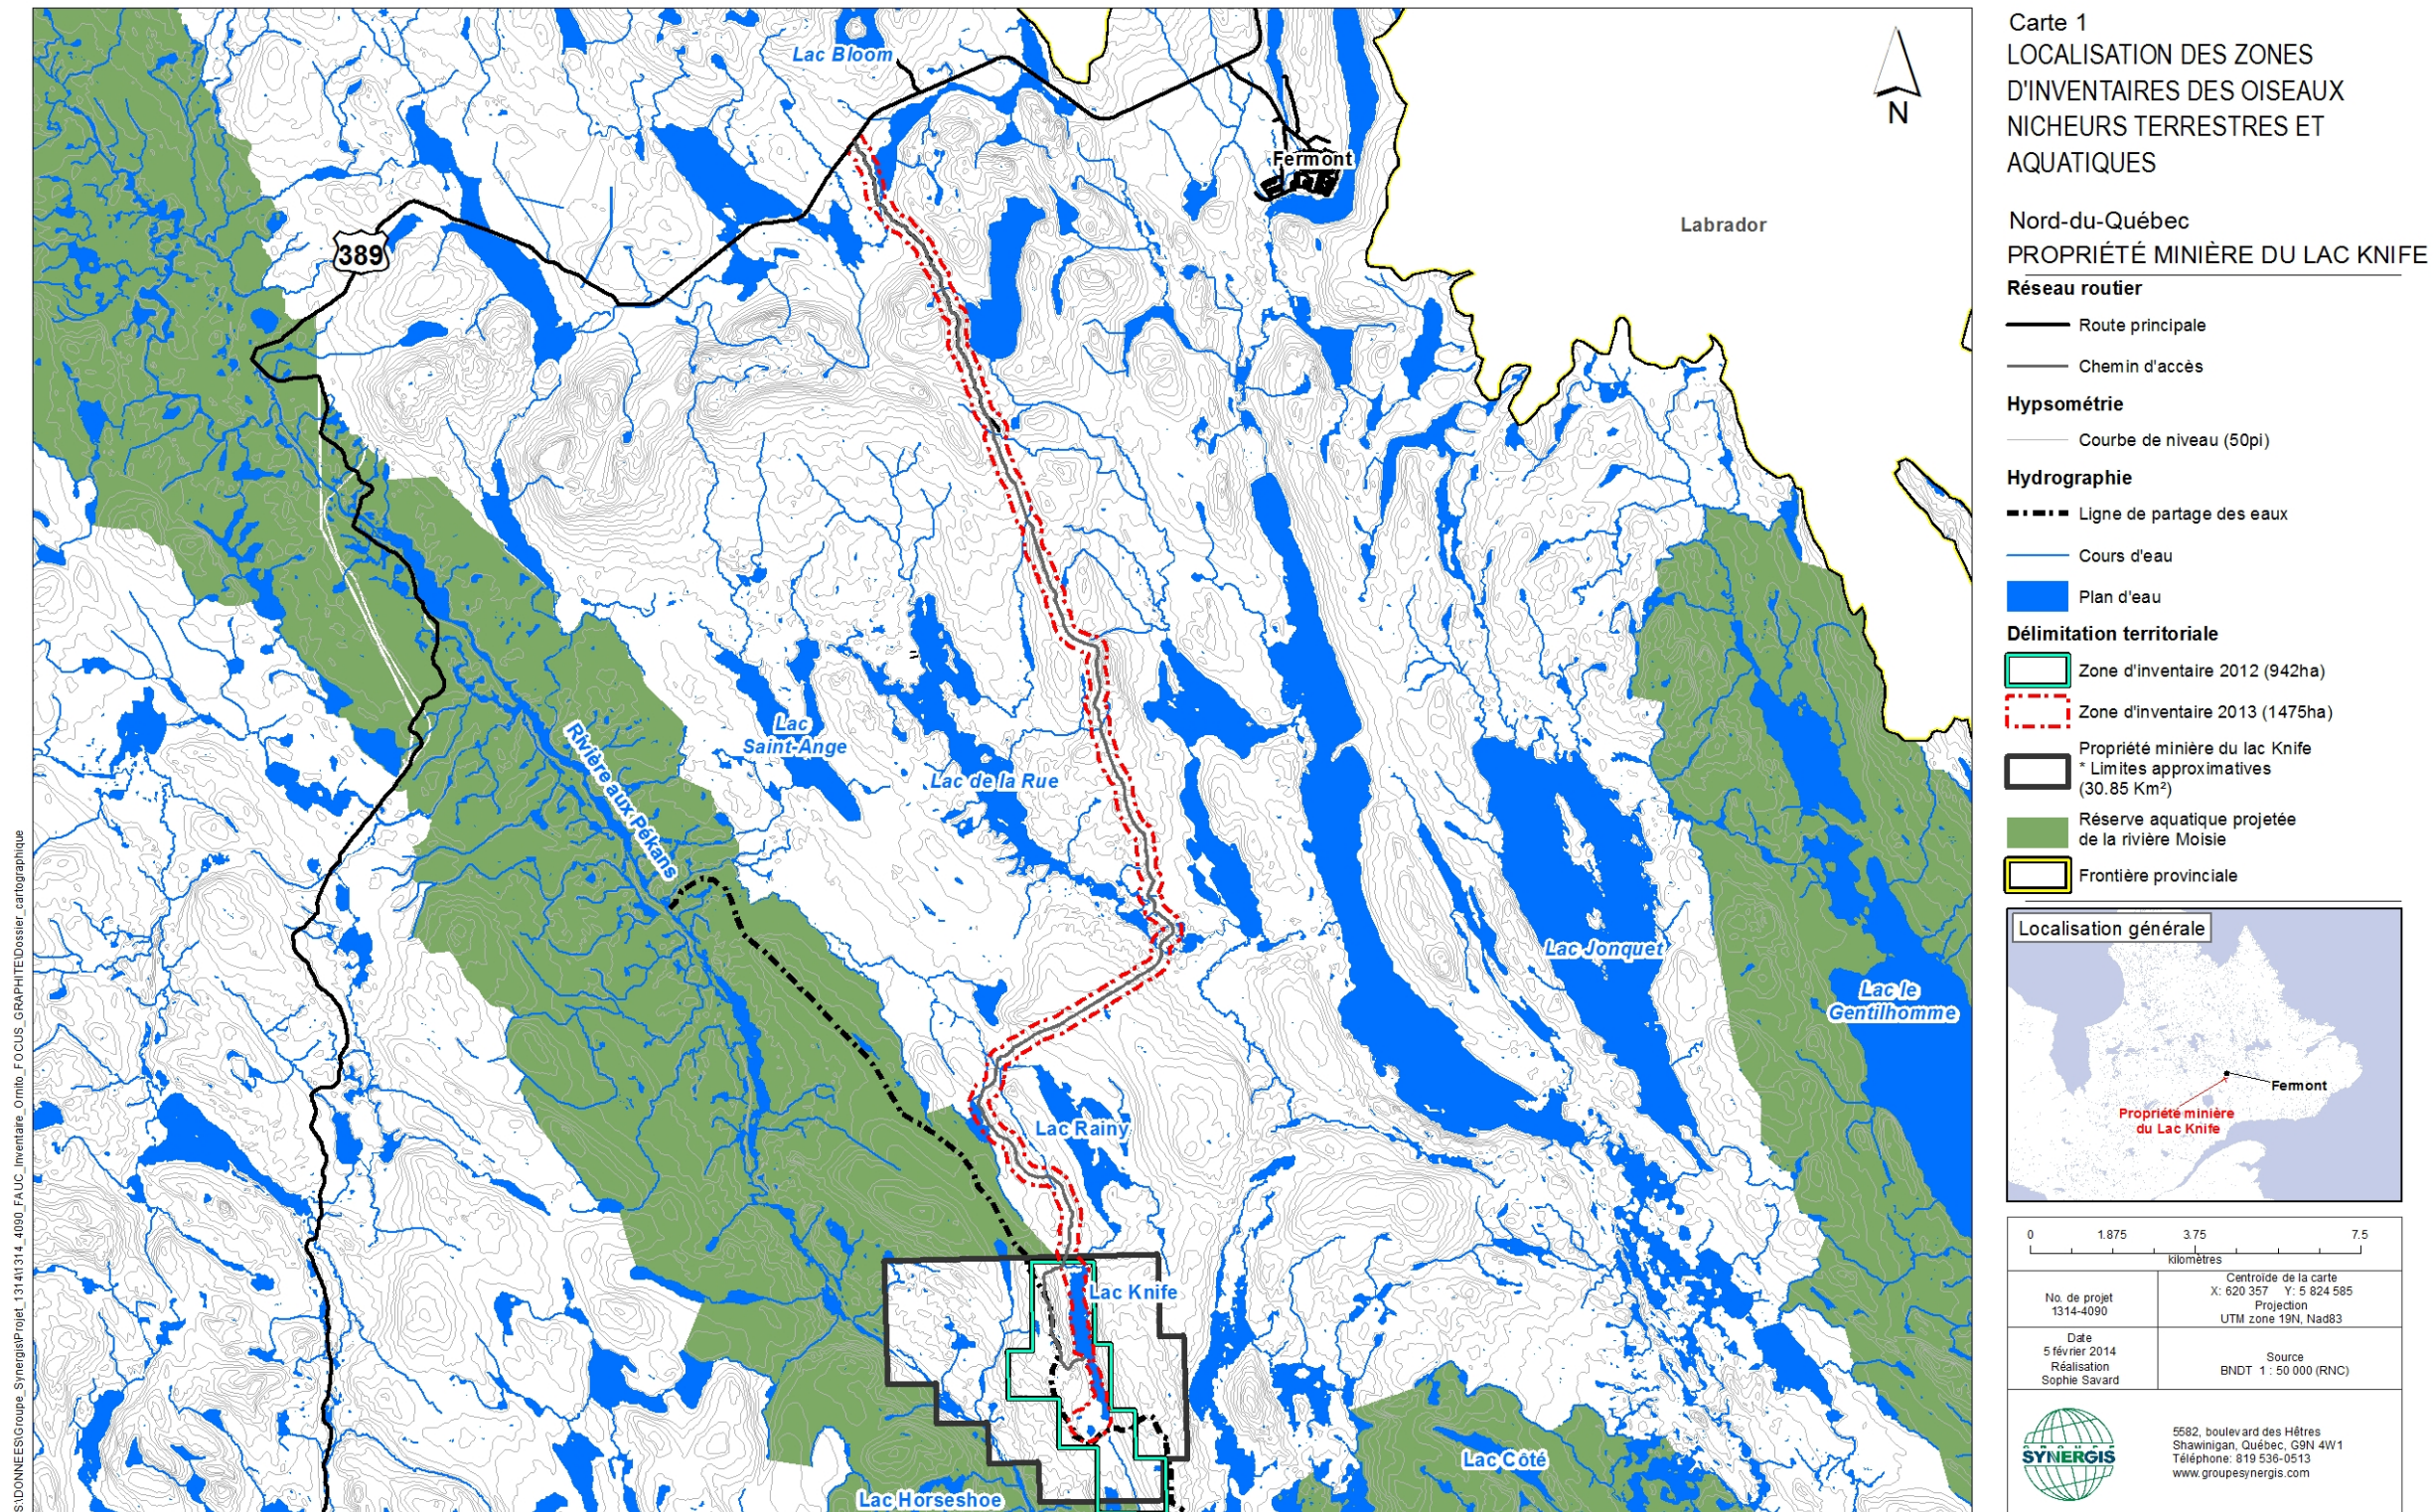 Carte 1
LOCALISATION DES ZONES
D'INVENTAIRES DES OISEAUX
NICHEURS TERRESTRES ET
AQUATIQUES
Nord-du-Québec
PROPRIÉTÉ MINIÈRE DU LAC KNIFE
Réseau routier
Route principale
Chemin d'accès
Hypsométrie
Courbe de niveau (50pi)
Hydrographie
Ligne de partage des eaux
Cours d'eau
Plan d'eau
Délimitation territoriale
Zone d'inventaire 2012 (942ha)
Zone d'inventaire 2013 (1475ha)
Propriété minière du lac Knife
* Limites approximatives
(30.85 Km²)
Réserve aquatique projetée
de la rivière Moisie
Frontière provinciale
Localisation générale
Fermont
Propriété minière
du Lac Knife
0 1.875 3.75 7.5
kilomètres
No. de projet
1314-4090
Centroïde de la carte
X: 620 357 Y: 5 824 585
Projection
UTM zone 19N, Nad83
Date
5 février 2014
Réalisation
Sophie Savard
Source
BNDT 1 : 50 000 (RNC)
GROUPE
SYNERGIS
5582, boulevard des Hêtres
Shawinigan, Québec, G9N 4W1
Téléphone: 819 536-0513
www.groupesynergis.com
N
Lac Bloom
Fermont
Labrador
389
Lac
Saint-Ange
Rivière aux Pékans
Lac de la Rue
Lac Jonquet
Lac le
Gentilhomme
Lac Rainy
Lac Knife
Lac Côté
Lac Horseshoe
S:\DONNEES\Groupe_Synergis\Projet_1314\1314_4090_FAUC_Inventaire_Ornito_FOCUS_GRAPHITE\Dossier_cartographique